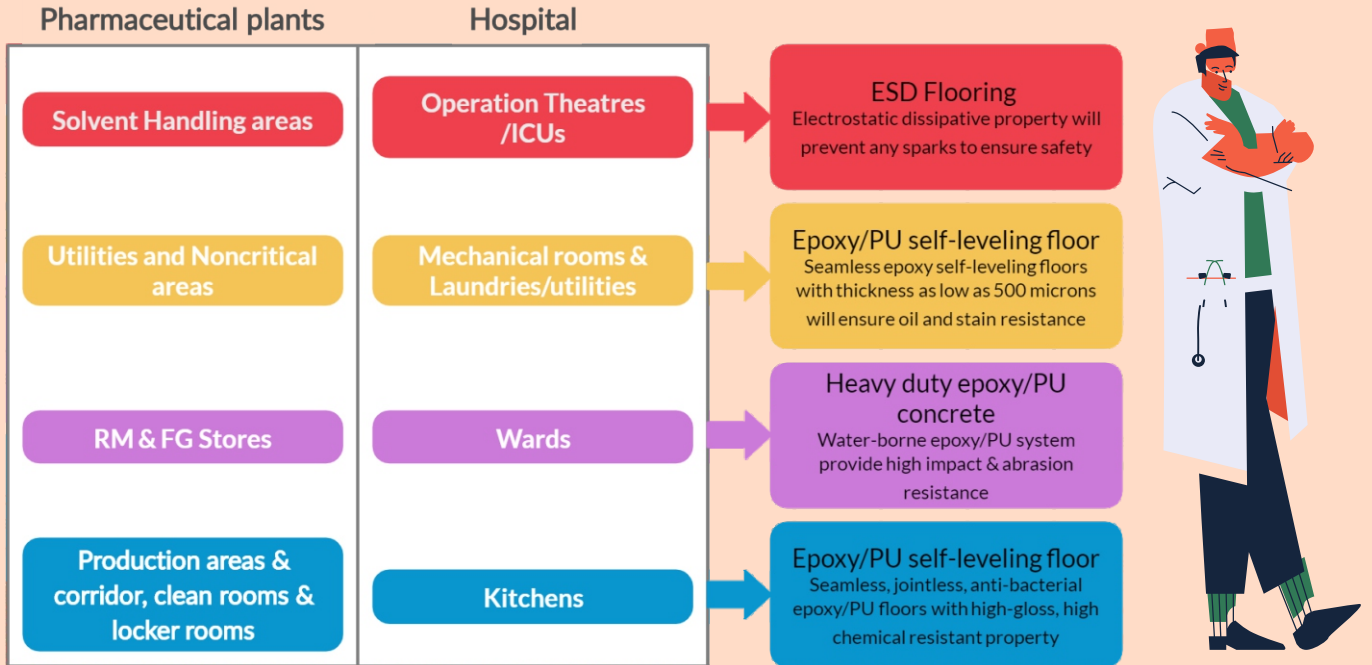 Pharmaceutical plants
Hospital
Solvent Handling areas
Operation Theatres
/ICUs
ESD Flooring
Electrostatic dissipative property will
prevent any sparks to ensure safety
Utilities and Noncritical
areas
Mechanical rooms &
Laundries/utilities
Epoxy/PU self-leveling floor
Seamless epoxy self-leveling floors
with thickness as low as 500 microns
will ensure oil and stain resistance
RM & FG Stores
Wards
Heavy duty epoxy/PU
concrete
Water-borne epoxy/PU system
provide high impact & abrasion
resistance
Production areas &
corridor, clean rooms &
locker rooms
Kitchens
Epoxy/PU self-leveling floor
Seamless, jointless, anti-bacterial
epoxy/PU floors with high-gloss, high
chemical resistant property